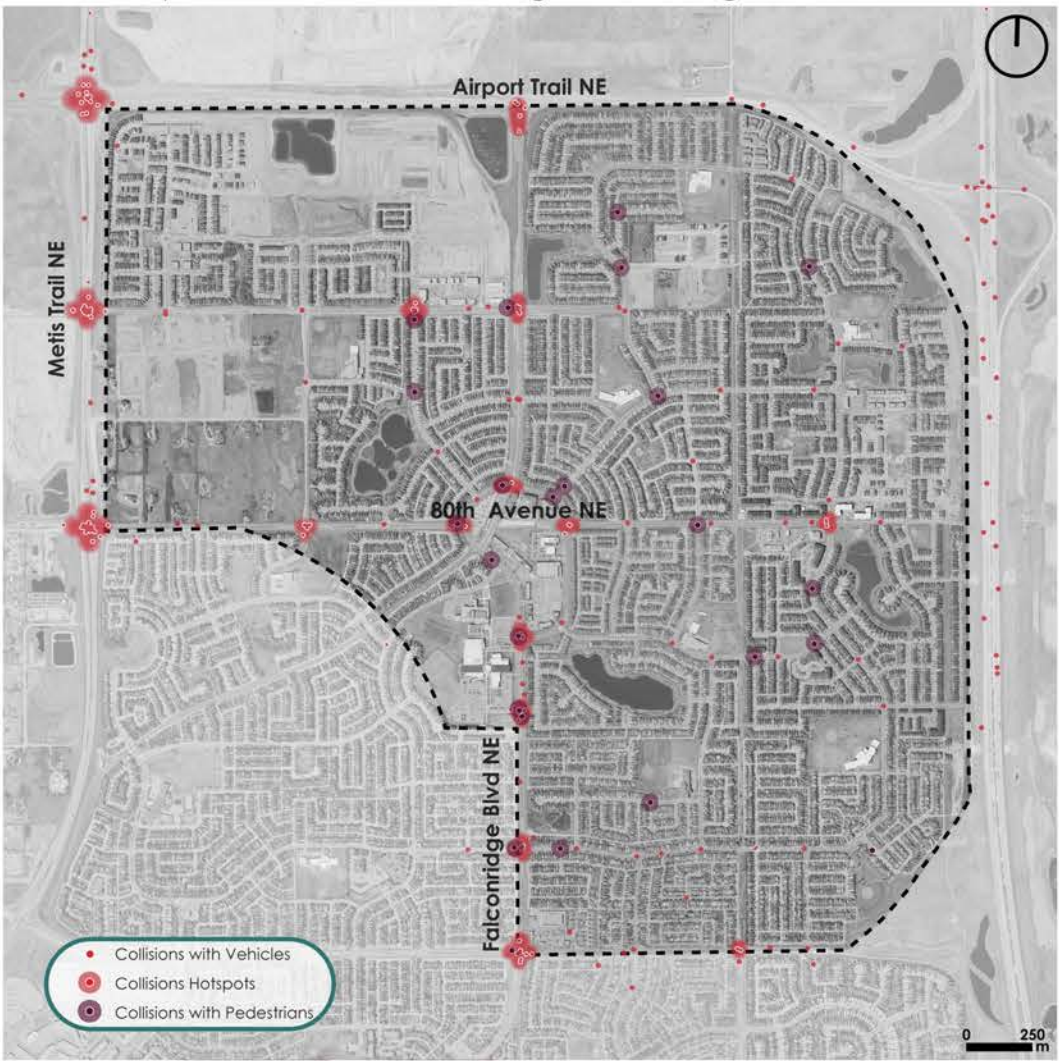 Airport Trail NE
Metis Trail NE
80th Avenue NE
Falconridge Blvd NE
Collisions with Vehicles
Collisions Hotspots
Collisions with Pedestrians
0 250
m